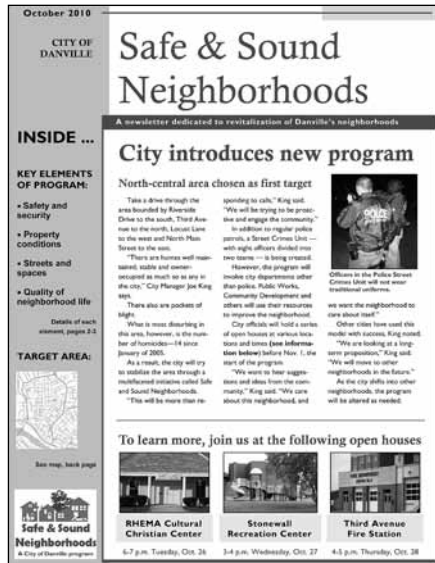 October 2010
CITY OF
DANVILLE
Safe & Sound
Neighborhoods
A newsletter dedicated to revitalization of Danville's neighborhoods
INSIDE ...
KEY ELEMENTS
OF PROGRAM:
• Safety and
security
• Property
conditions
• Streets and
spaces
• Quality of
neighborhood life
Details of each
element, pages 2-3
TARGET AREA:
See map, back page
Safe & Sound
Neighborhoods
A City of Danville program
City introduces new program
North-central area chosen as first target
Take a drive through the
area bounded by Riverside
Drive to the south, Third Ave-
nue to the north, Locust Lane
to the west and North Main
Street to the east.
"There are homes well main-
tained, stable and owner-
occupied as much so as any in
the city," City Manager Joe King
says.
There also are pockets of
blight.
What is most disturbing in
this area, however, is the num-
ber of homicides—14 since
January of 2005.
As a result, the city will try
to stabilize the area through a
multifaceted initiative called Safe
and Sound Neighborhoods.
"This will be more than re-
sponding to calls," King said.
"We will be trying to be proac-
tive and engage the community."
In addition to regular police
patrols, a Street Crimes Unit —
with eight officers divided into
two teams — is being created.
However, the program will
involve city departments other
than police. Public Works,
Community Development and
others will use their resources
to improve the neighborhood.
City officials will hold a series
of open houses at various loca-
tions and times (see infor-
mation below) before Nov. 1, the
start of the program.
"We want to hear sugges-
tions and ideas from the com-
munity," King said. "We care
about this neighborhood, and
POLICE
Officers in the Police Street
Crimes Unit will not wear
traditional uniforms.
we want the neighborhood to
care about itself."
Other cities have used this
model with success, King noted.
"We are looking at a long-
term proposition," King said.
"We will move to other
neighborhoods in the future."
As the city shifts into other
neighborhoods, the program
will be altered as needed.
To learn more, join us at the following open houses
RHEMA Cultural
Christian Center
6-7 p.m. Tuesday, Oct. 26
Stonewall
Recreation Center
3-4 p.m. Wednesday, Oct. 27
Third Avenue
Fire Station
4-5 p.m. Thursday, Oct. 28